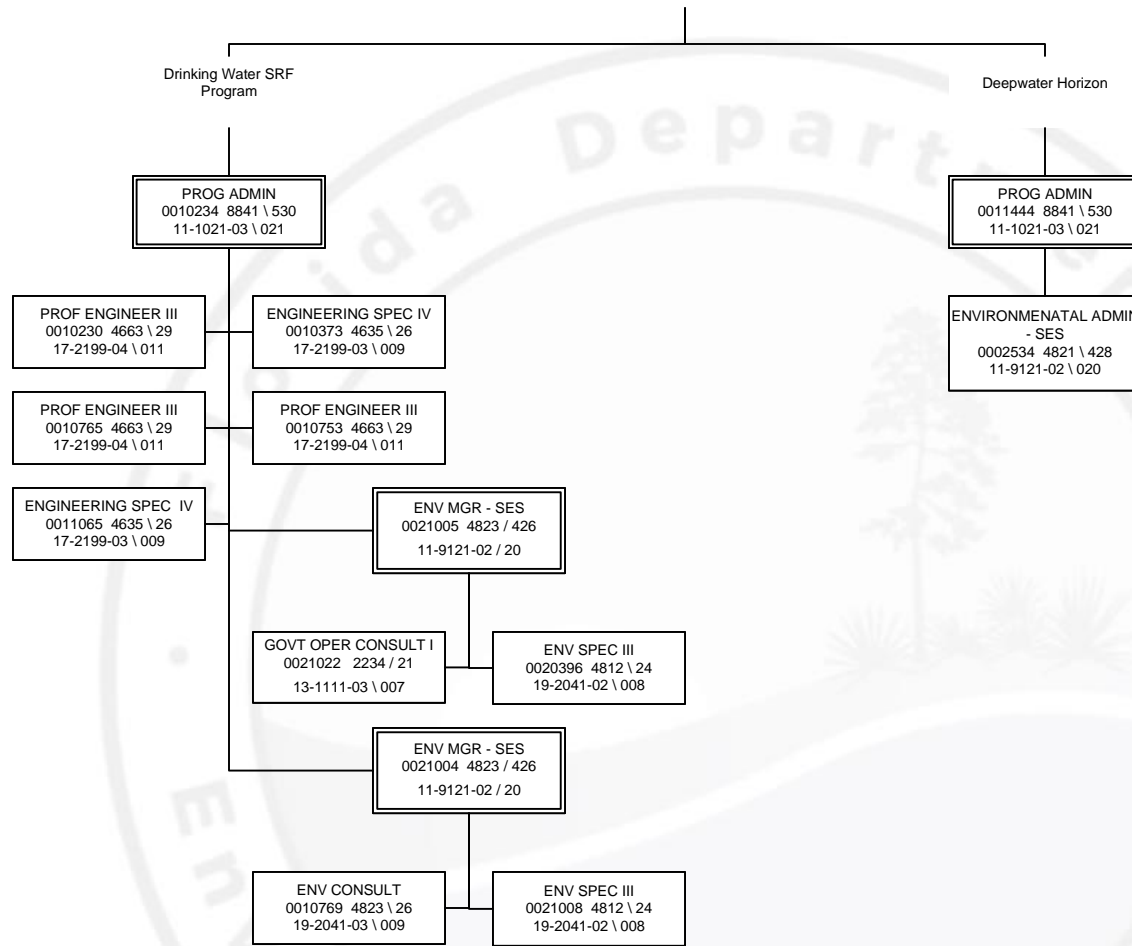 Drinking Water SRF
Program
Deepwater Horizon
PROG ADMIN
0010234 8841 \ 530
11-1021-03 \ 021
PROG ADMIN
0011444 8841 \ 530
11-1021-03 \ 021
PROF ENGINEER III
0010230 4663 \ 29
17-2199-04 \ 011
ENGINEERING SPEC IV
0010373 4635 \ 26
17-2199-03 \ 009
ENVIRONMENATAL ADMIN
- SES
0002534 4821 \ 428
11-9121-02 \ 020
PROF ENGINEER III
0010765 4663 \ 29
17-2199-04 \ 011
PROF ENGINEER III
0010753 4663 \ 29
17-2199-04 \ 011
ENGINEERING SPEC IV
0011065 4635 \ 26
17-2199-03 \ 009
ENV MGR - SES
0021005 4823 / 426
11-9121-02 / 20
GOVT OPER CONSULT I
0021022 2234 / 21
13-1111-03 \ 007
ENV SPEC III
0020396 4812 \ 24
19-2041-02 \ 008
ENV MGR - SES
0021004 4823 / 426
11-9121-02 / 20
ENV CONSULT
0010769 4823 \ 26
19-2041-03 \ 009
ENV SPEC III
0021008 4812 \ 24
19-2041-02 \ 008
Florida Departm